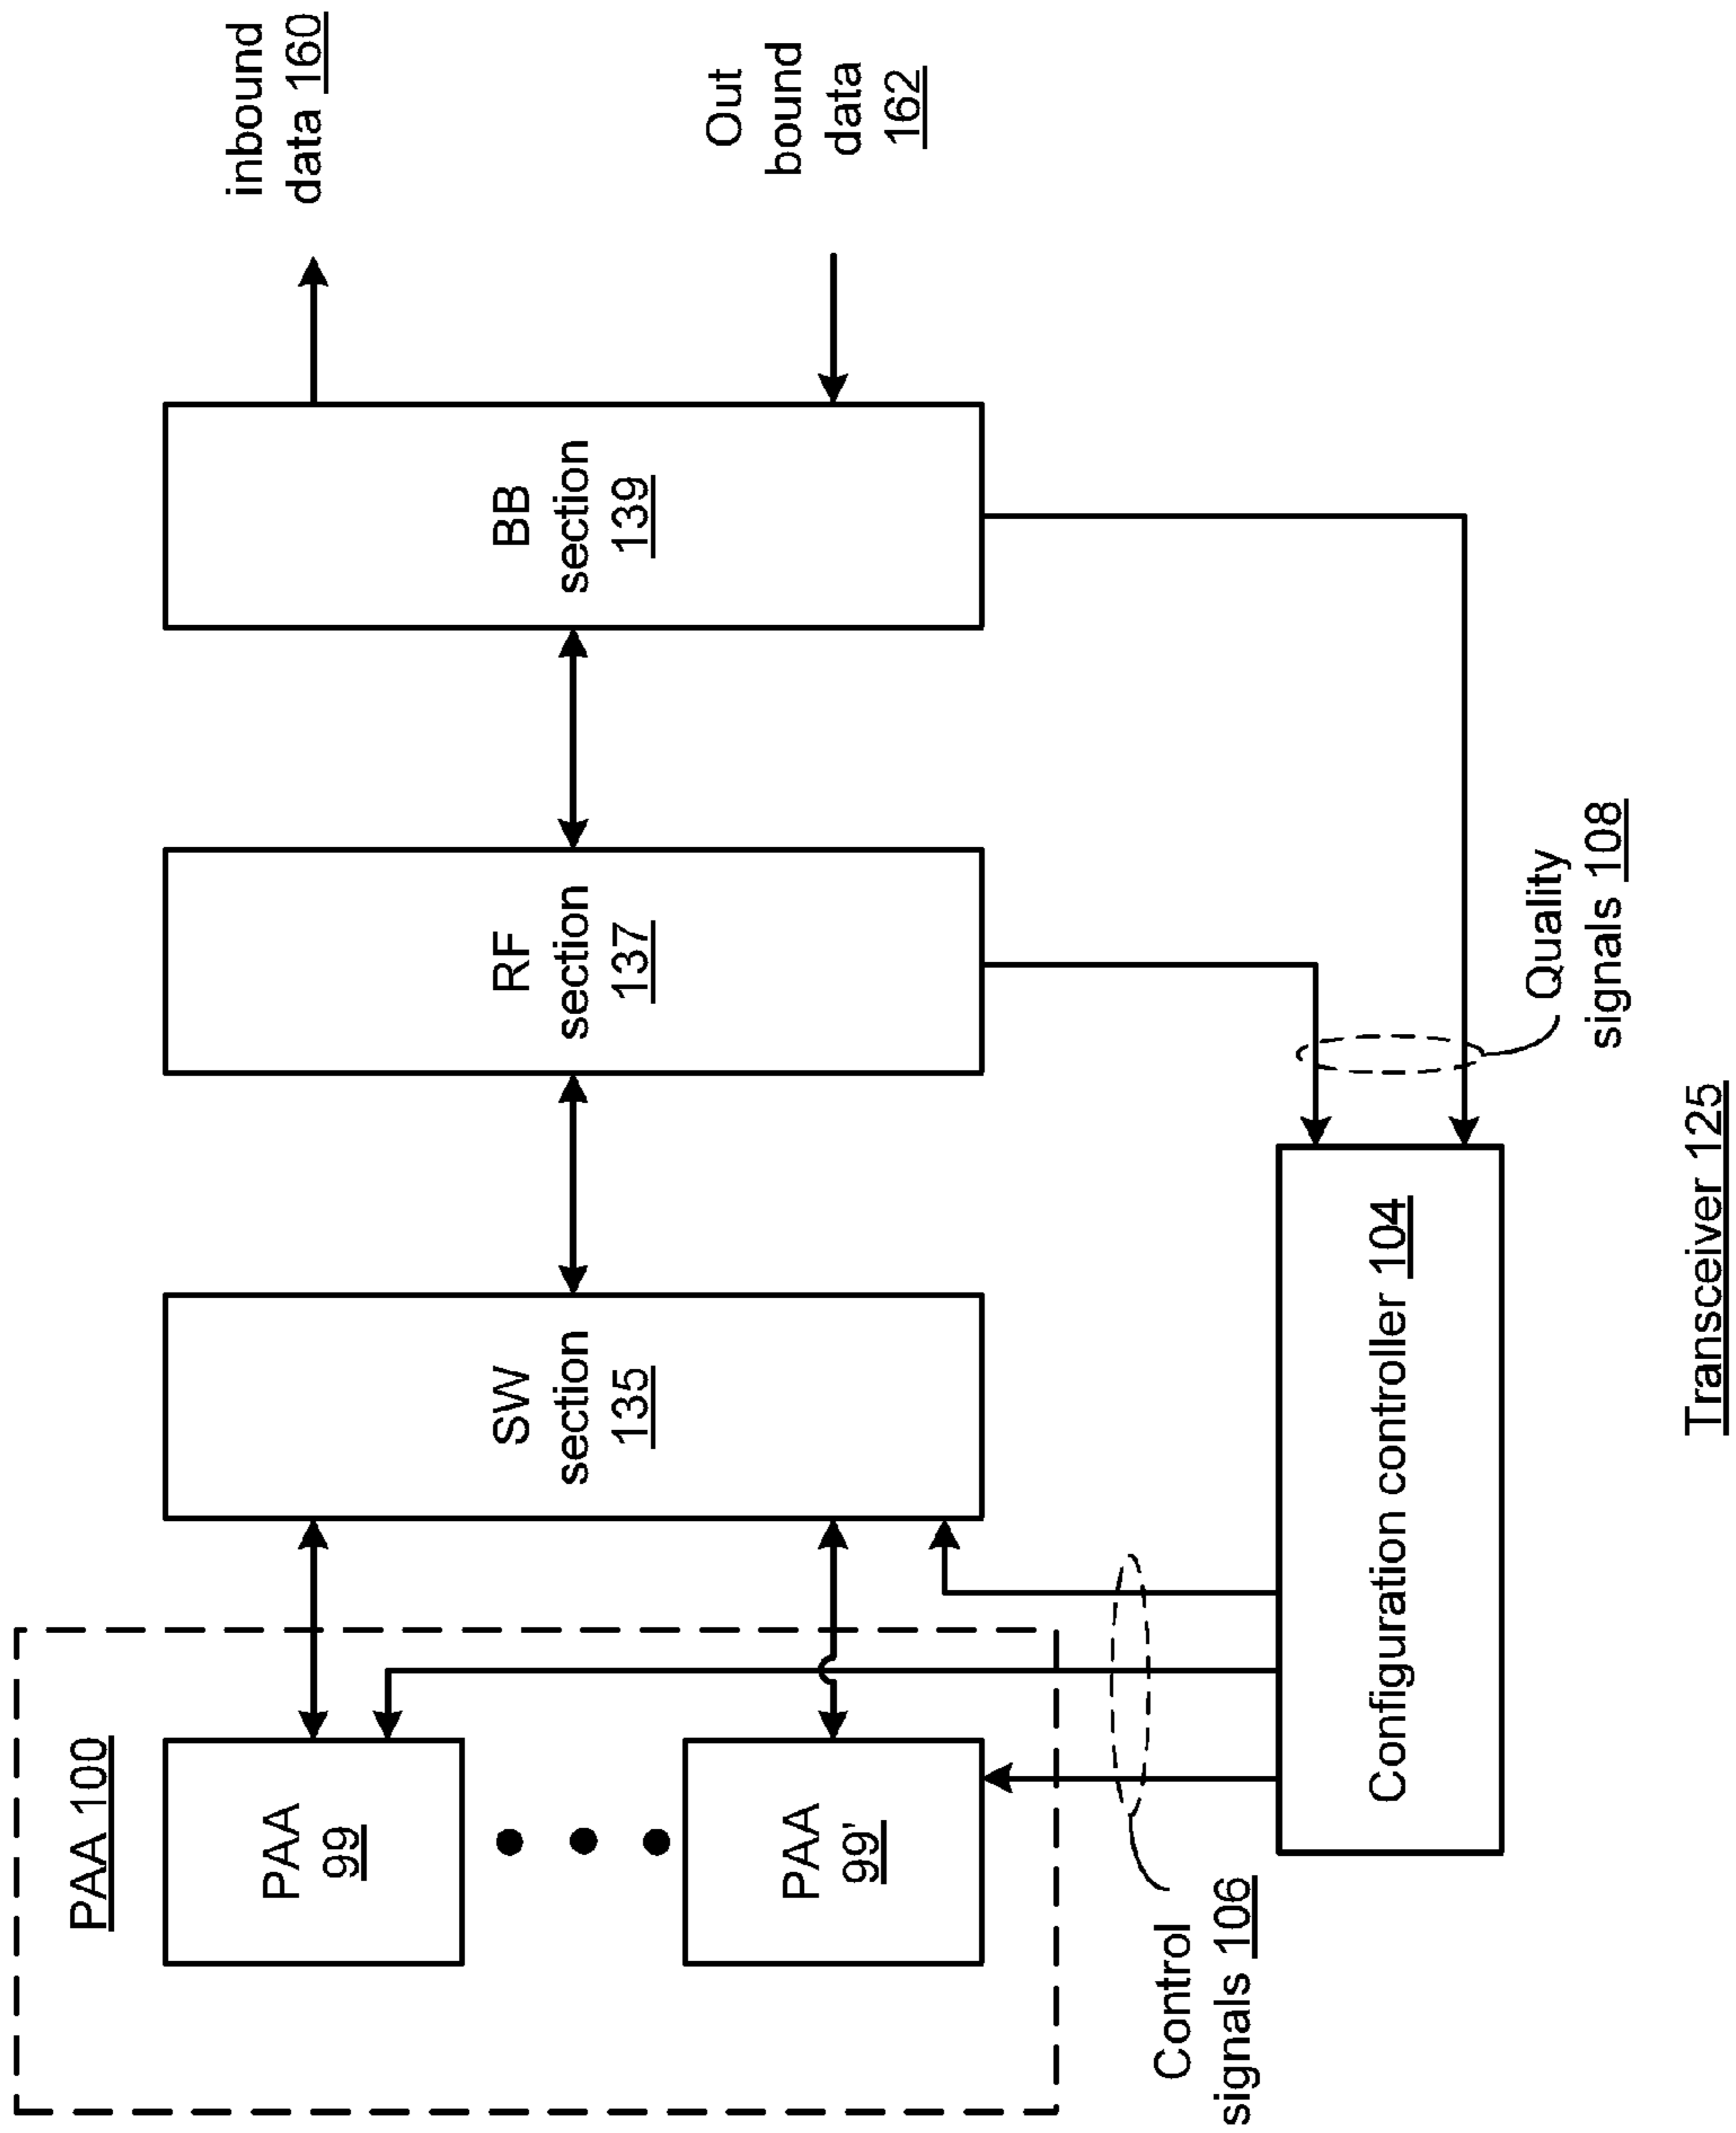 PAA 100
PAA
99
PAA
99'
SW
section
135
RF
section
137
BB
section
139
inbound
data 160
Out
bound
data
162
Control
signals 106
Configuration controller 104
Quality
signals 108
Transceiver 125